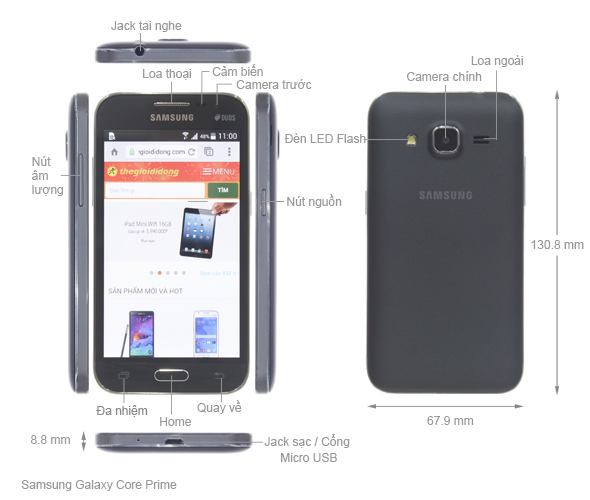 Jack tai nghe
Loa thoại
Cảm biến
Camera trước
Loa ngoài
Camera chính
SAMSUNG
DUOS
48% 11:00
rgioididong.com
Đèn LED Flash
thegioididong
MENU
TÌM
Nút
âm
lượng
Nút nguồn
SAMSUNG
iPad Mini Wifi 16GB
130.8 mm
SẢN PHẨM MỚI VÀ HOT
Đa nhiệm
Home
Quay về
67.9 mm
8.8 mm
Jack sạc / Cổng
Micro USB
Samsung Galaxy Core Prime